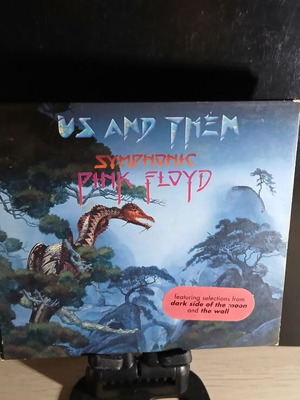 US AND THEM
SYMPHONIC
PINK FLOYD
featuring selections from
dark side of the moon
and the wall